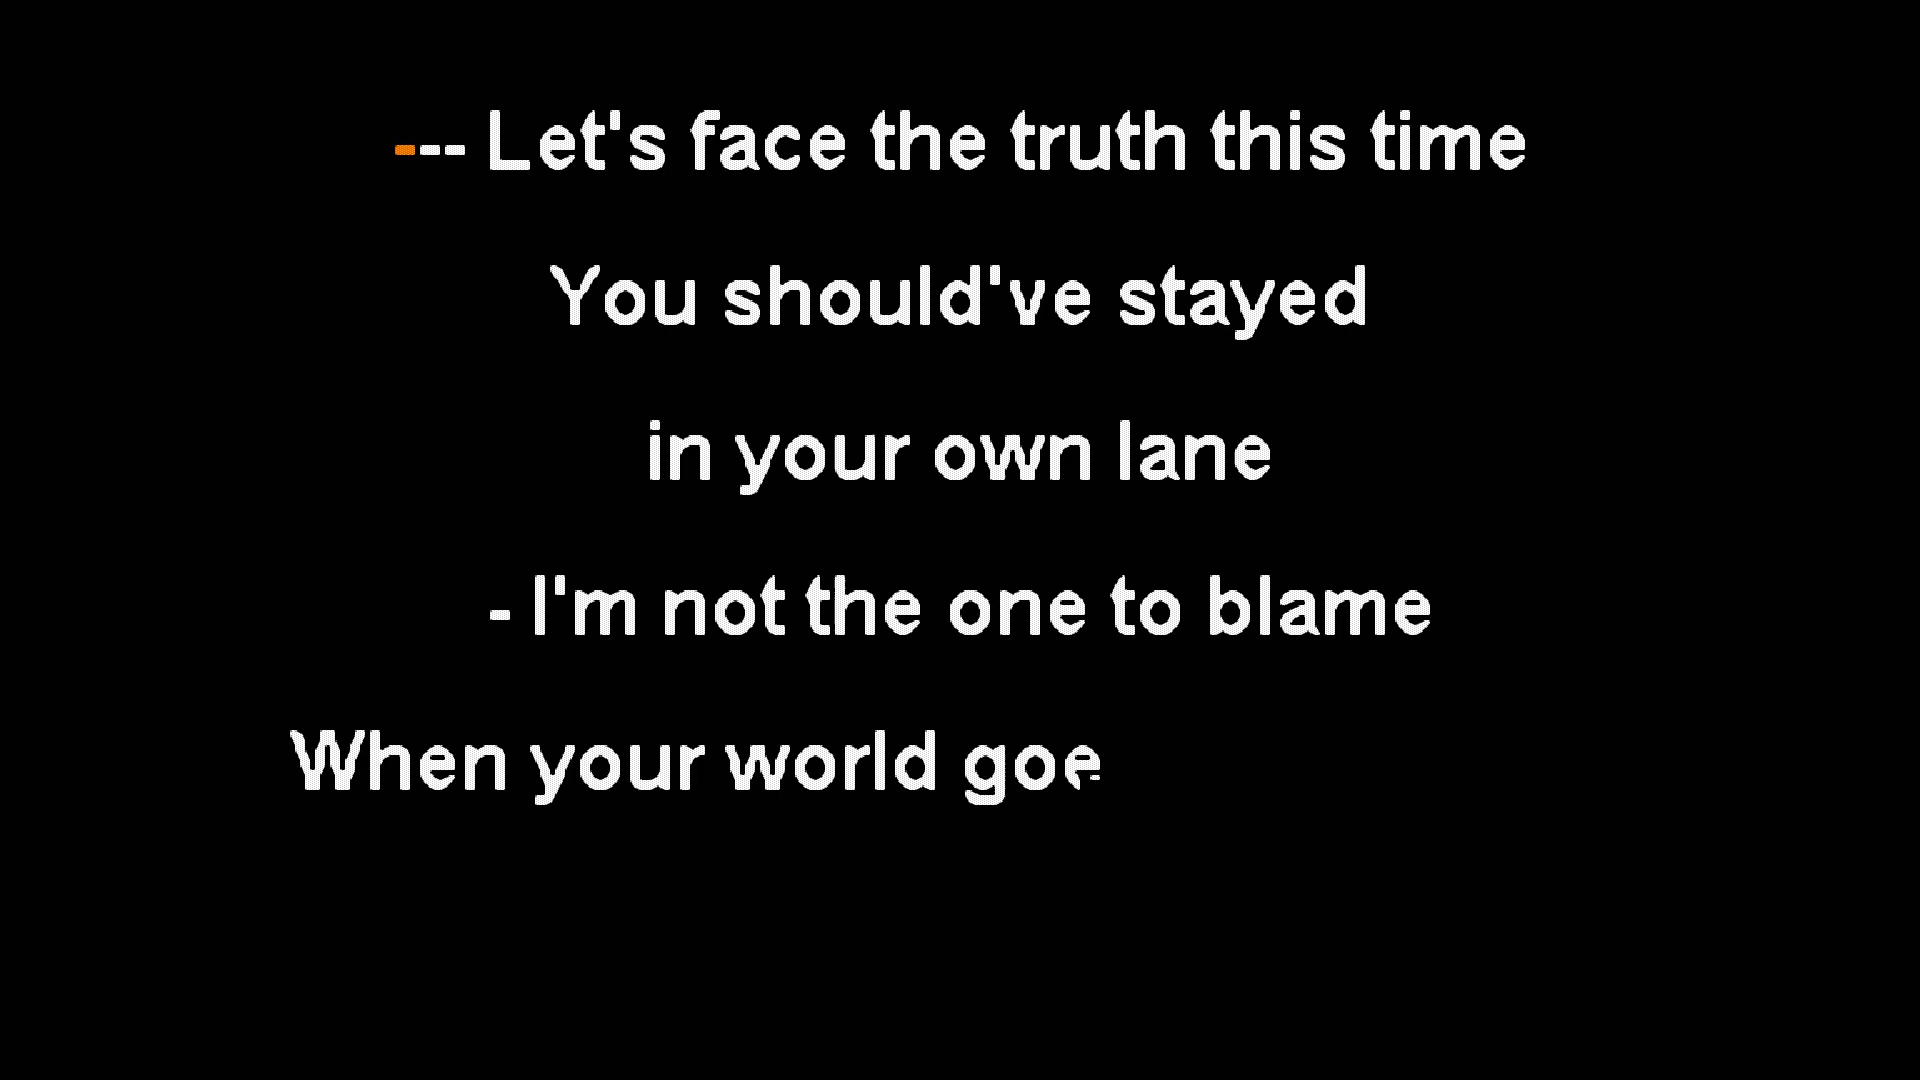 --- Let's face the truth this time
You should've stayed
in your own lane
- I'm not the one to blame
When your world goe